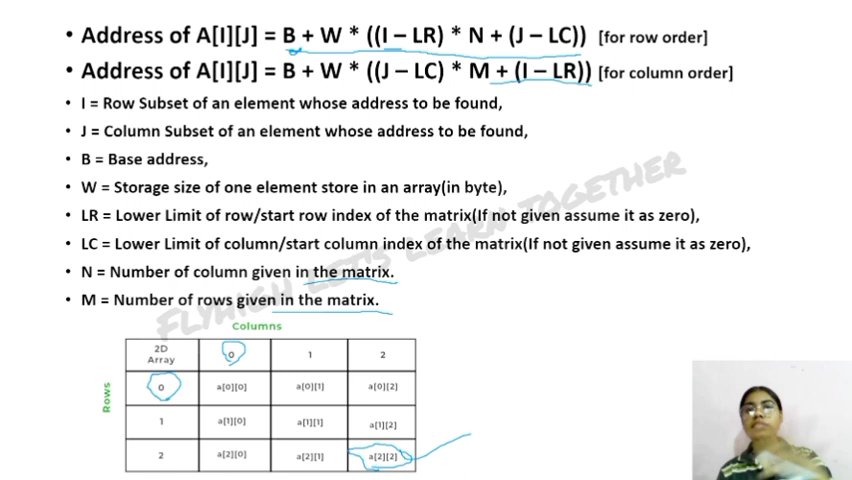 • Address of A[I][J] = B + W * ((I – LR) * N + (J – LC)) [for row order]
• Address of A[I][J] = B + W * ((J – LC) * M + (I – LR)) [for column order]
• I = Row Subset of an element whose address to be found,
• J = Column Subset of an element whose address to be found,
• B = Base address,
• W = Storage size of one element store in an array(in byte),
• LR = Lower Limit of row/start row index of the matrix(If not given assume it as zero),
• LC = Lower Limit of column/start column index of the matrix(If not given assume it as zero),
• N = Number of column given in the matrix.
• M = Number of rows given in the matrix.
FLYHIGH LET'S LEARN TOGETHER
Columns
Rows
2D Array 0 1 2
0 a[0][0] a[0][1] a[0][2]
1 a[1][0] a[1][1] a[1][2]
2 a[2][0] a[2][1] a[2][2]